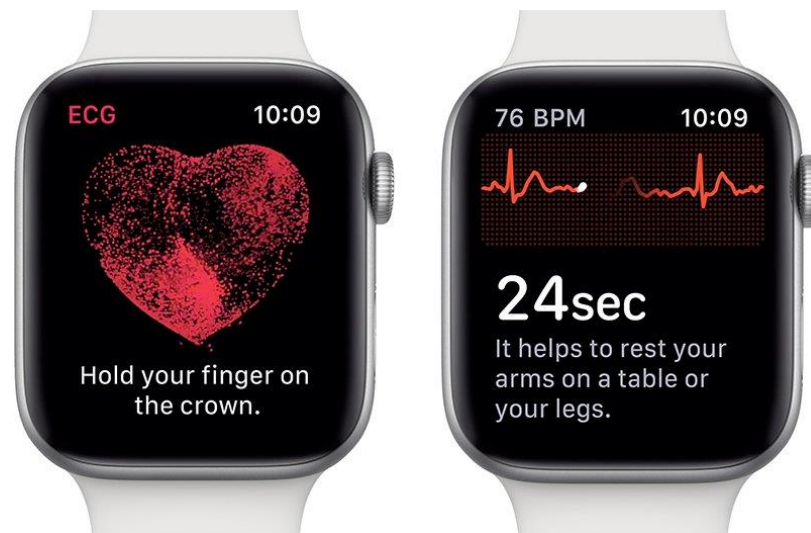 ECG 10:09
Hold your finger on
the crown.
76 BPM 10:09
24sec
It helps to rest your
arms on a table or
your legs.